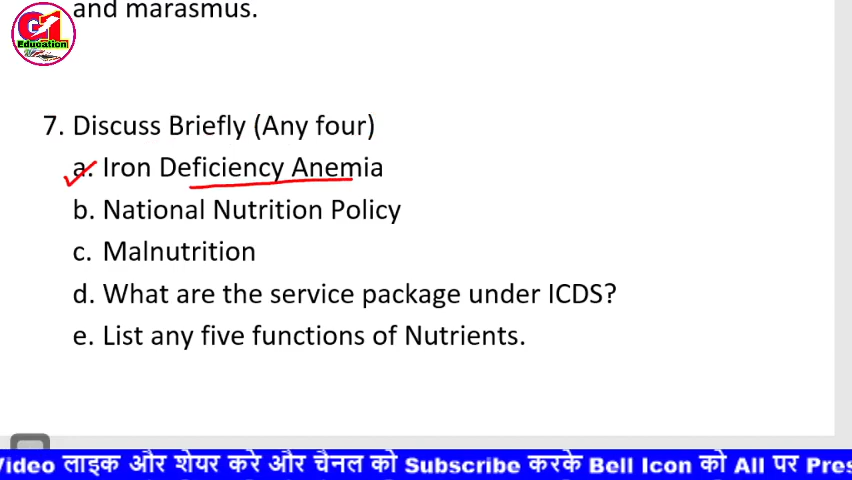 and marasmus.
GI
Education
7. Discuss Briefly (Any four)
a. Iron Deficiency Anemia
b. National Nutrition Policy
c. Malnutrition
d. What are the service package under ICDS?
e. List any five functions of Nutrients.
Video लाइक और शेयर करे और चैनल को Subscribe करके Bell Icon को All पर Pres